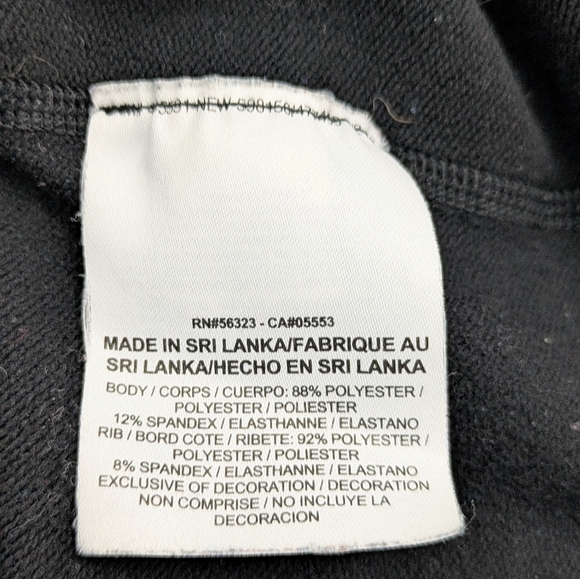 NEW
RN#56323 - CA#05553
MADE IN SRI LANKA/FABRIQUE AU
SRI LANKA/HECHO EN SRI LANKA
BODY / CORPS / CUERPO: 88% POLYESTER /
POLYESTER / POLIESTER
12% SPANDEX / ELASTHANNE / ELASTANO
RIB / BORD COTE / RIBETE: 92% POLYESTER /
POLYESTER / POLIESTER
8% SPANDEX / ELASTHANNE / ELASTANO
EXCLUSIVE OF DECORATION / DECORATION
NON COMPRISE / NO INCLUYE LA
DECORACION